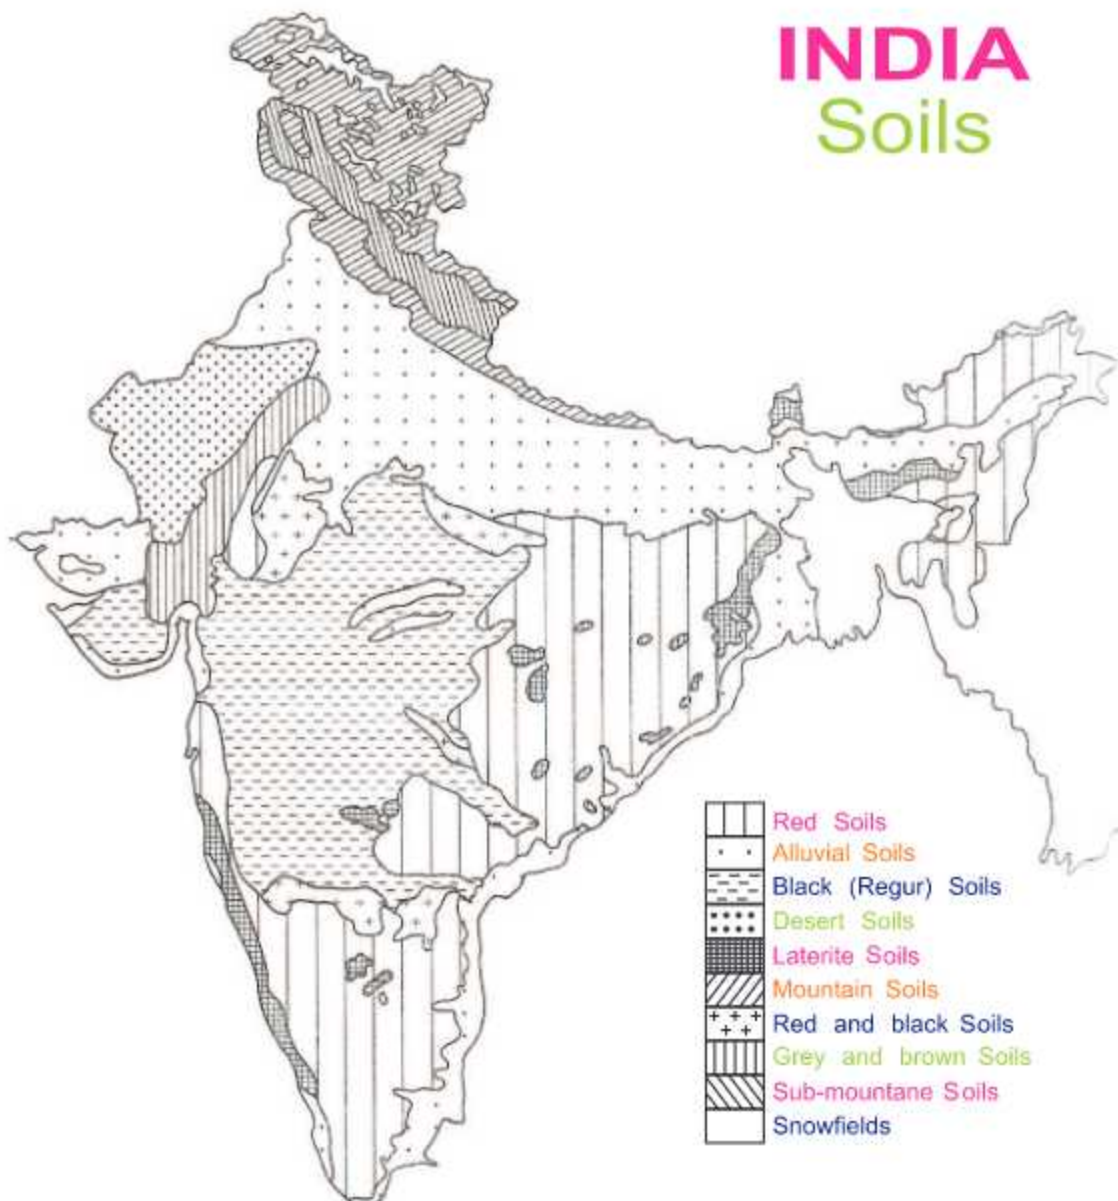 INDIA
Soils
Red Soils
Alluvial Soils
Black (Regur) Soils
Desert Soils
Laterite Soils
Mountain Soils
Red and black Soils
Grey and brown Soils
Sub-mountane Soils
Snowfields